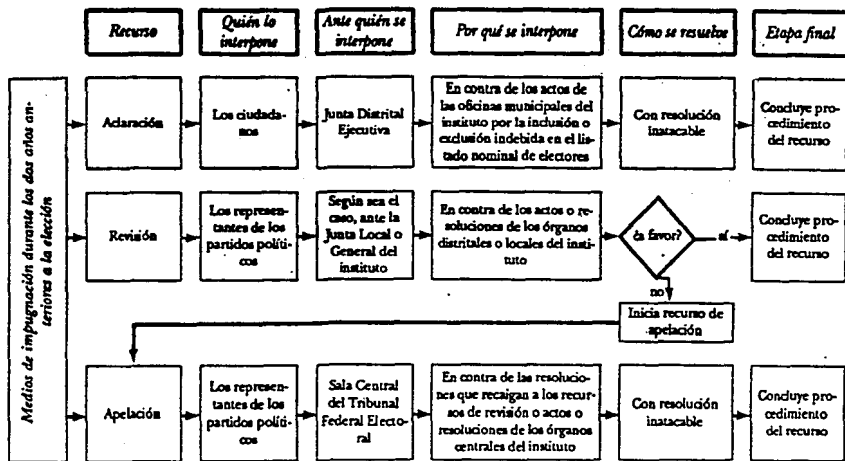 Recurso
Quién lo
interpone
Ante quién se
interpone
Por qué se interpone
Cómo se resuelve
Etapa final
Medios de impugnación durante los dos años an-
teriores a la elección
Aclaración
Los ciudada-
nos
Junta Distrital
Ejecutiva
En contra de los actos de
las oficinas municipales del
instituto por la inclusión o
exclusión indebida en el lis-
tado nominal de electores
Con resolución
inatacable
Concluye pro-
cedimiento
del recurso
Revisión
Los represen-
tantes de los
partidos políti-
cos
Según sea el
caso, ante la
Junta Local o
General del
instituto
En contra de los actos o re-
soluciones de los órganos
distritales o locales del insti-
tuto
¿a favor?
sí
Concluye pro-
cedimiento
del recurso
no
Inicia recurso de
apelación
Apelación
Los represen-
tantes de los
partidos políti-
cos
Sala Central
del Tribunal
Federal Electo-
ral
En contra de las resolucio-
nes que recaigan a los recur-
sos de revisión o actos o
resoluciones de los órganos
centrales del instituto
Con resolución
inatacable
Concluye pro-
cedimiento
del recurso